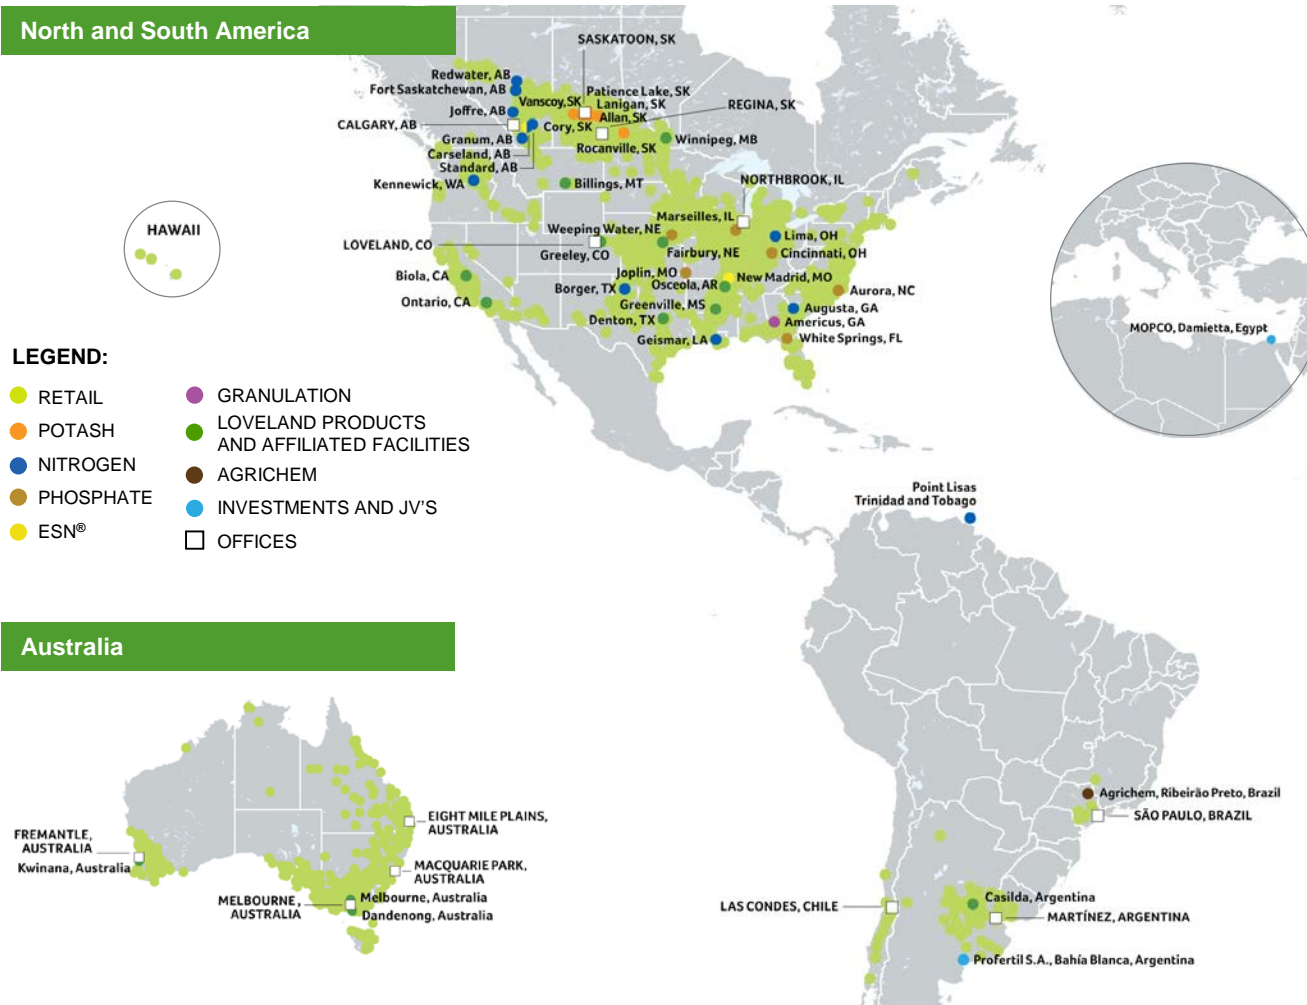 North and South America
SASKATOON, SK
Redwater, AB
Fort Saskatchewan, AB
Patience Lake, SK
Vanscoy, SK
Lanigan, SK
REGINA, SK
Joffre, AB
Allan, SK
CALGARY, AB
Cory, SK
Granum, AB
Rocanville, SK
Winnipeg, MB
Carseland, AB
Standard, AB
Kennewick, WA
Billings, MT
NORTHBROOK, IL
HAWAII
Marseilles, IL
Weeping Water, NE
Lima, OH
LOVELAND, CO
Greeley, CO
Fairbury, NE
Cincinnati, OH
Biola, CA
Joplin, MO
New Madrid, MO
Borger, TX
Osceola, AR
Aurora, NC
Ontario, CA
Greenville, MS
Augusta, GA
Denton, TX
Americus, GA
Geismar, LA
White Springs, FL
MOPCO, Damietta, Egypt
LEGEND:
RETAIL
POTASH
NITROGEN
PHOSPHATE
ESN®
GRANULATION
LOVELAND PRODUCTS
AND AFFILIATED FACILITIES
AGRICHEM
INVESTMENTS AND JV'S
OFFICES
Point Lisas
Trinidad and Tobago
Agrichem, Ribeirão Preto, Brazil
SÃO PAULO, BRAZIL
Casilda, Argentina
LAS CONDES, CHILE
MARTÍNEZ, ARGENTINA
Profertil S.A., Bahía Blanca, Argentina
Australia
EIGHT MILE PLAINS,
AUSTRALIA
FREMANTLE,
AUSTRALIA
Kwinana, Australia
MACQUARIE PARK,
AUSTRALIA
MELBOURNE,
AUSTRALIA
Melbourne, Australia
Dandenong, Australia